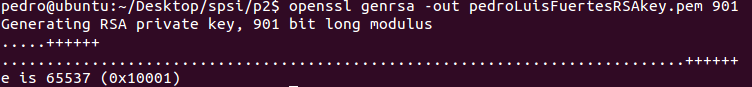 pedro@ubuntu:~/Desktop/spsi/p2$ openssl genrsa -out pedroLuisFuertesRSAkey.pem 901
Generating RSA private key, 901 bit long modulus
.....++++++
............................................................................++++++
e is 65537 (0x10001)